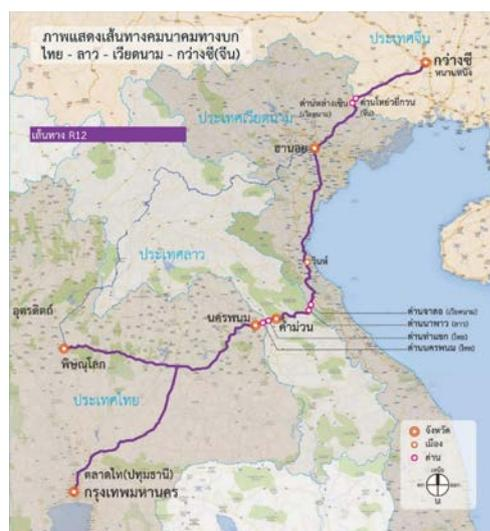 ภาพแสดงเส้นทางคมนาคมทางบก
ไทย - ลาว - เวียดนาม - กว่างซี(จีน)
ประเทศจีน
กว่างซี
หนานหนิง
ด่านโหย่วยี่กวน
(จีน)
(เวียดนาม)
ประเทศเวียดนาม
เส้นทาง R12
ฮานอย
ประเทศลาว
วินห์
อุตรดิตถ์
นครพนม
คำม่วน
ด่านจาลอ (เวียดนาม)
ด่านนาพาว (ลาว)
ด่านท่าแขก (ไทย)
ด่านนครพนม (ไทย)
พิษณุโลก
ประเทศไทย
ตลาดไท(ปทุมธานี)
กรุงเทพมหานคร
จังหวัด
เมือง
ด่าน
เหนือ
N